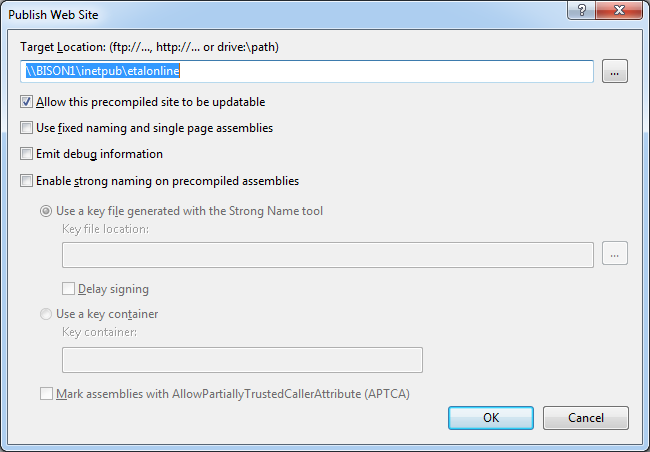 Publish Web Site
Target Location: (ftp://..., http://... or drive:\path)
\\BISON1\inetpub\etalonline
...
Allow this precompiled site to be updatable
Use fixed naming and single page assemblies
Emit debug information
Enable strong naming on precompiled assemblies
Use a key file generated with the Strong Name tool
Key file location:
...
Delay signing
Use a key container
Key container:
Mark assemblies with AllowPartiallyTrustedCallerAttribute (APTCA)
OK Cancel